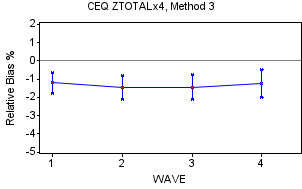 CEQ ZTOTALx4, Method 3
Relative Bias %
2
1
0
-1
-2
-3
-4
-5
1 2 3 4
WAVE